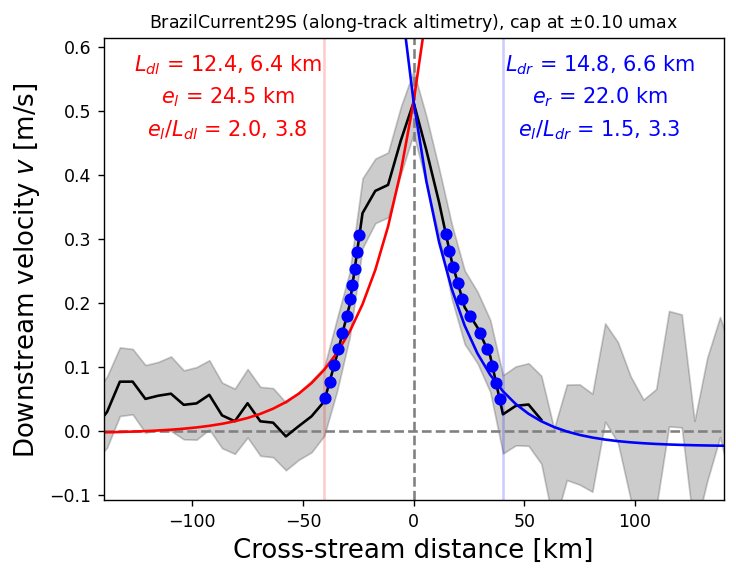 BrazilCurrent29S (along-track altimetry), cap at ±0.10 umax
L_dl = 12.4, 6.4 km
e_l = 24.5 km
e_l/L_dl = 2.0, 3.8
L_dr = 14.8, 6.6 km
e_r = 22.0 km
e_l/L_dr = 1.5, 3.3
Downstream velocity v [m/s]
0.6
0.5
0.4
0.3
0.2
0.1
0.0
−0.1
−100
−50
0
50
100
Cross-stream distance [km]